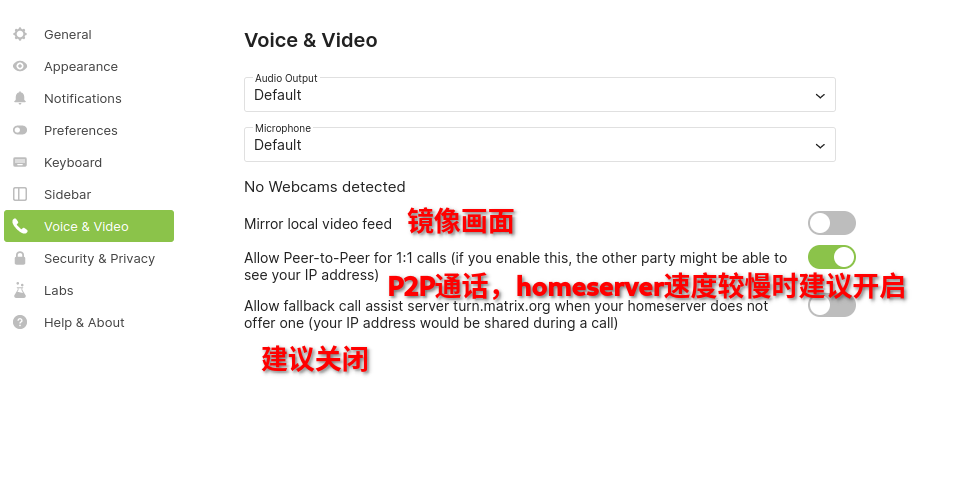 General
Appearance
Notifications
Preferences
Keyboard
Sidebar
Voice & Video
Security & Privacy
Labs
Help & About
Voice & Video
Audio Output
Default
Microphone
Default
No Webcams detected
Mirror local video feed 镜像画面
Allow Peer-to-Peer for 1:1 calls (if you enable this, the other party might be able to
see your IP address)
P2P通话，homeserver速度较慢时建议开启
Allow fallback call assist server turn.matrix.org when your homeserver does not
offer one (your IP address would be shared during a call)
建议关闭